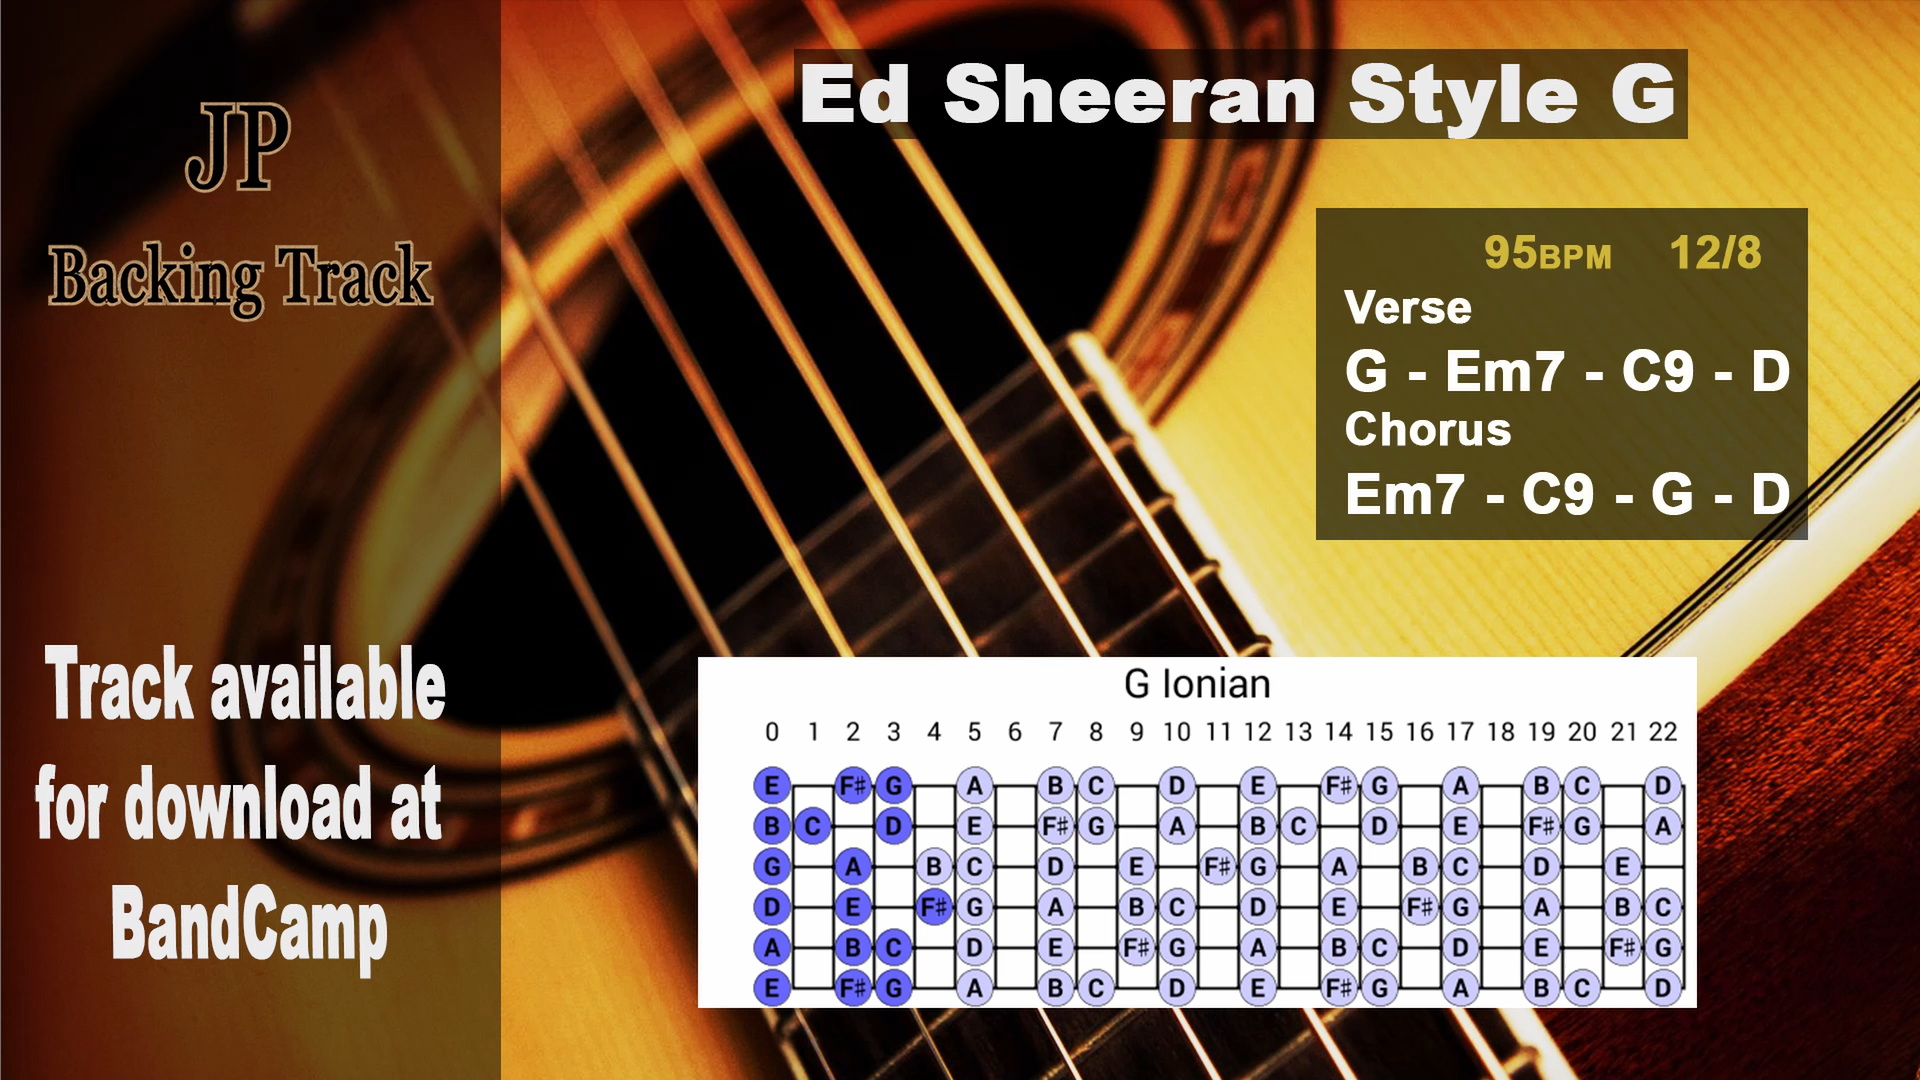 JP
Backing Track
Track available
for download at
BandCamp
Ed Sheeran Style G
95BPM 12/8
Verse
G - Em7 - C9 - D
Chorus
Em7 - C9 - G - D
G Ionian
0 1 2 3 4 5 6 7 8 9 10 11 12 13 14 15 16 17 18 19 20 21 22
E F♯ G A B C D E F♯ G A B C D
B C D E F♯ G A B C D E F♯ G A
G A B C D E F♯ G A B C D E
D E F♯ G A B C D E F♯ G A B C
A B C D E F♯ G A B C D E F♯ G
E F♯ G A B C D E F♯ G A B C D